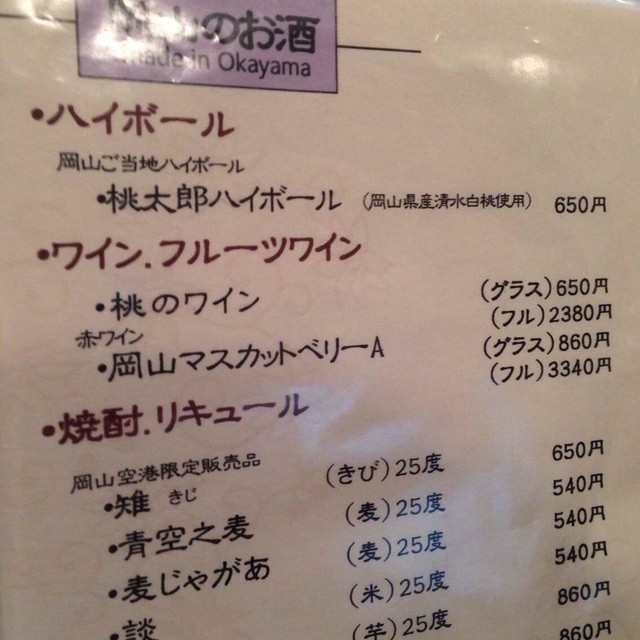 岡山のお酒
made in Okayama
・ハイボール
岡山ご当地ハイボール
・桃太郎ハイボール (岡山県産清水白桃使用) 650円
・ワイン.フルーツワイン
・桃のワイン (グラス)650円
(フル)2380円
赤ワイン
・岡山マスカットベリーA (グラス)860円
(フル)3340円
・焼酎.リキュール
岡山空港限定販売品
・雉 きじ (きび)25度 650円
・青空之麦 (麦)25度 540円
・麦じゃがあ (麦)25度 540円
・談 (米)25度 540円
(芋)25度 860円
860円